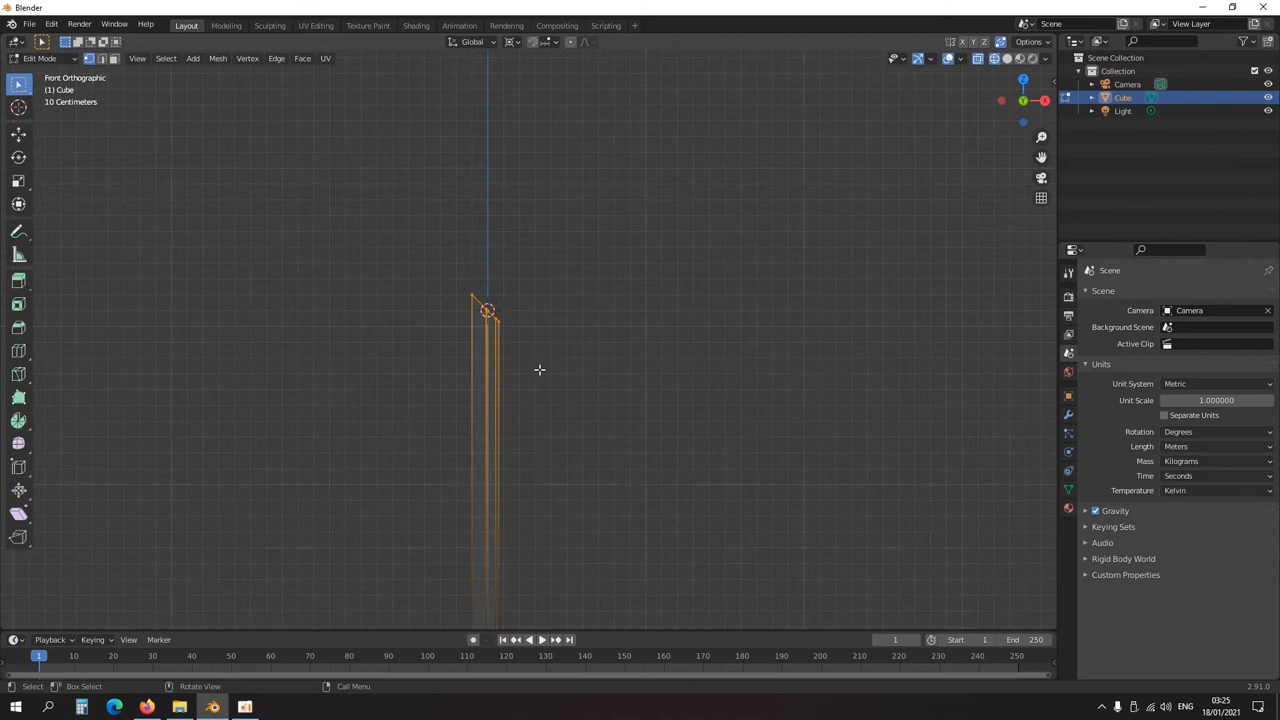 Blender
File Edit Render Window Help Layout Modeling Sculpting UV Editing Texture Paint Shading Animation Rendering Compositing Scripting + Scene View Layer
Global X Y Z Options
Edit Mode View Select Add Mesh Vertex Edge Face UV
Front Orthographic
(1) Cube
10 Centimeters
Z
Y
X
Scene Collection
Collection
Camera
Cube
Light
Scene
Scene
Camera Camera
Background Scene
Active Clip
Units
Unit System Metric
Unit Scale 1.000000
Separate Units
Rotation Degrees
Length Meters
Mass Kilograms
Time Seconds
Temperature Kelvin
Gravity
Keying Sets
Audio
Rigid Body World
Custom Properties
Playback Keying View Marker 1 Start 1 End 250
1 10 20 30 40 50 60 70 80 90 100 110 120 130 140 150 160 170 180 190 200 210 220 230 240 250
Select Box Select Rotate View Call Menu 2.91.0
ENG 03:25
18/01/2021